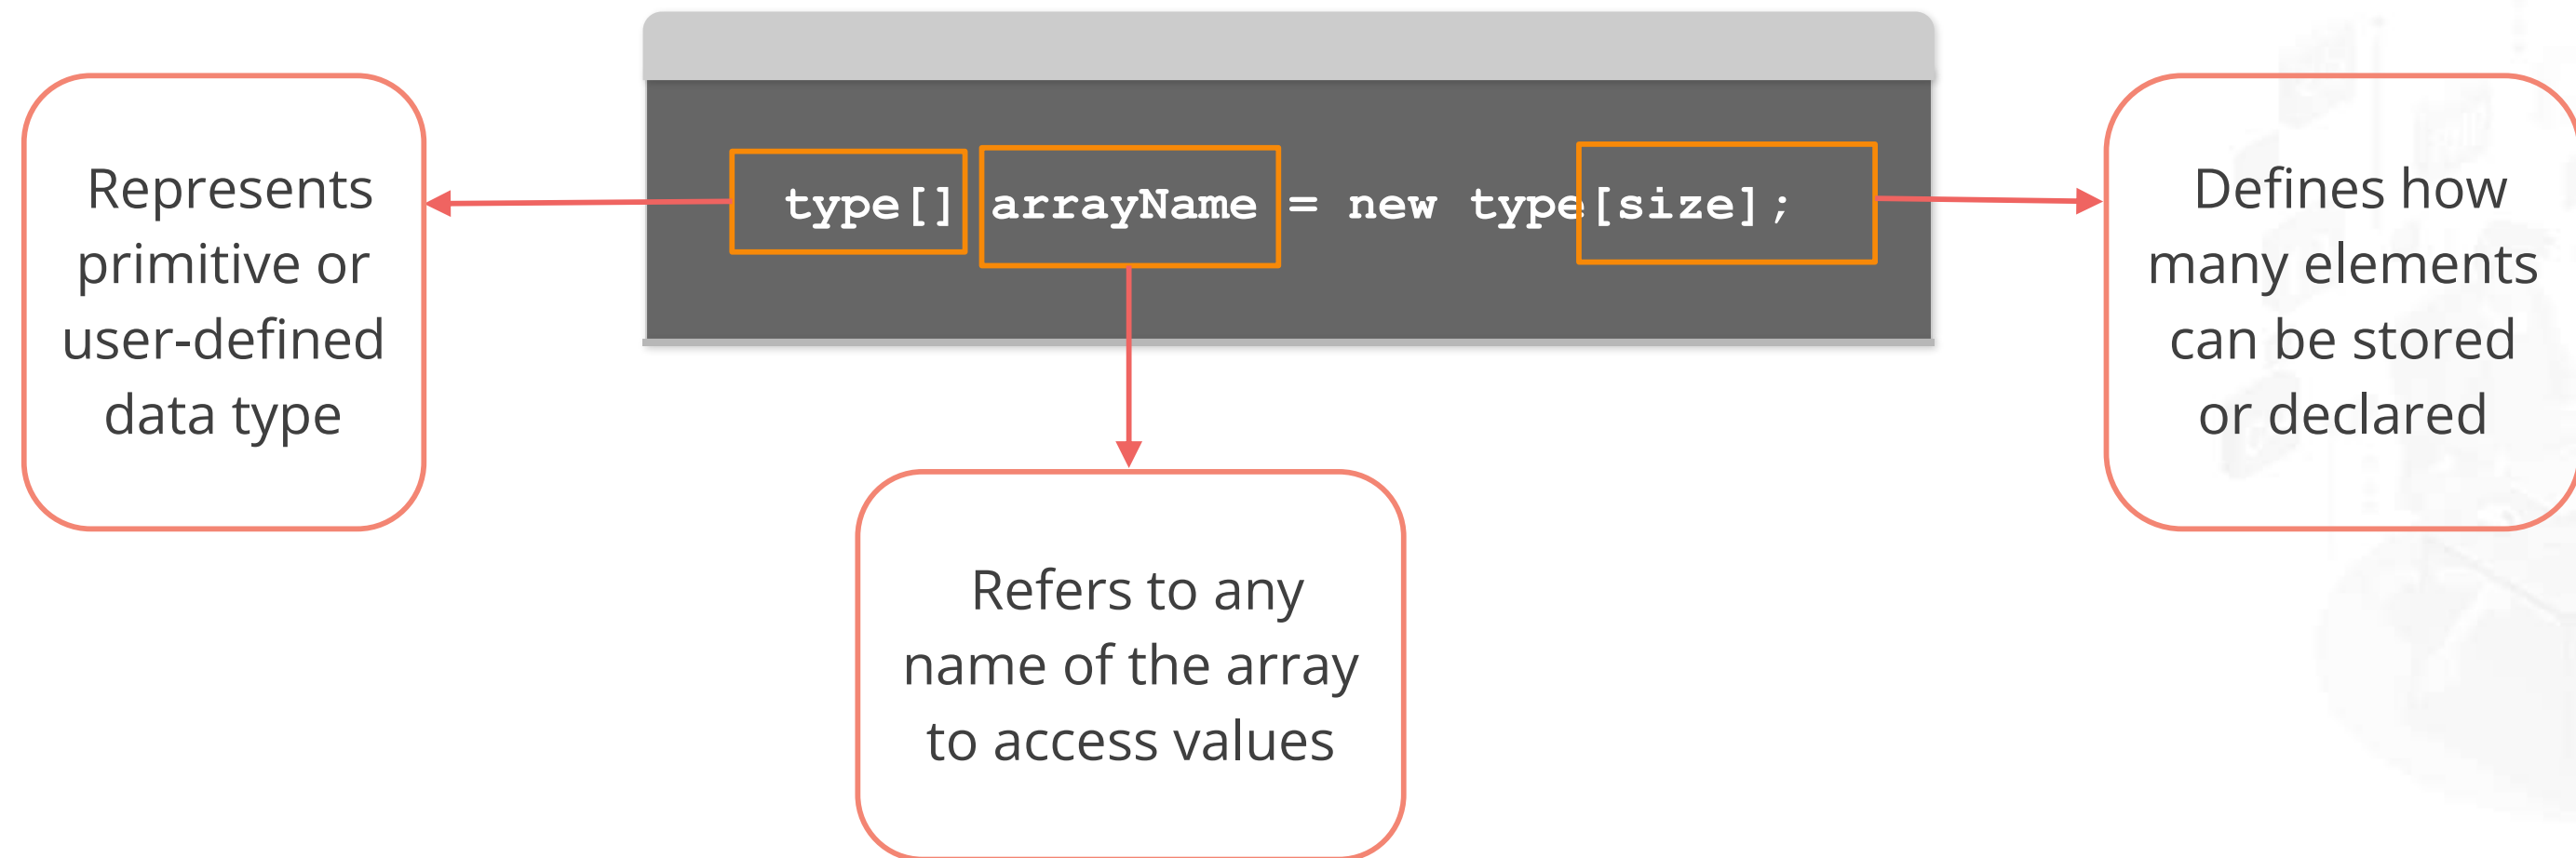 type[] arrayName = new type[size];
Represents
primitive or
user-defined
data type
Refers to any
name of the array
to access values
Defines how
many elements
can be stored
or declared